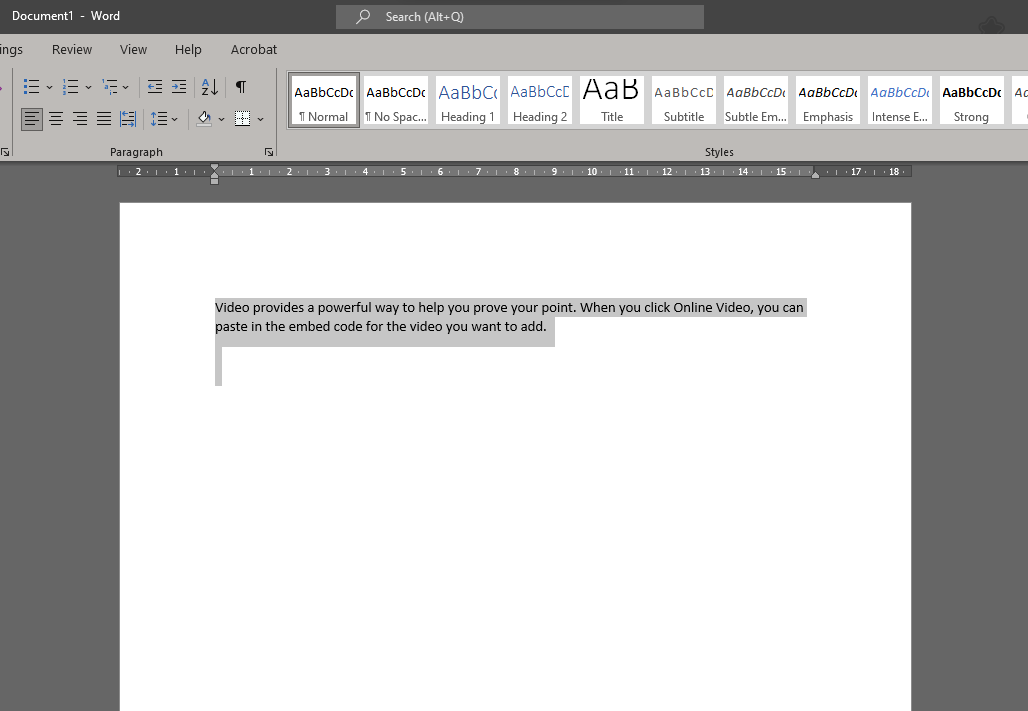 Document1 - Word
Search (Alt+Q)
ings Review View Help Acrobat
AaBbCcDc AaBbCcDc AaBbCc AaBbCcD AaB AaBbCcD AaBbCcDc AaBbCcDc AaBbCcDc AaBbCcDc
¶ Normal ¶ No Spac... Heading 1 Heading 2 Title Subtitle Subtle Em... Emphasis Intense E... Strong
Paragraph Styles
2 1 1 2 3 4 5 6 7 8 9 10 11 12 13 14 15 17 18
Video provides a powerful way to help you prove your point. When you click Online Video, you can
paste in the embed code for the video you want to add.